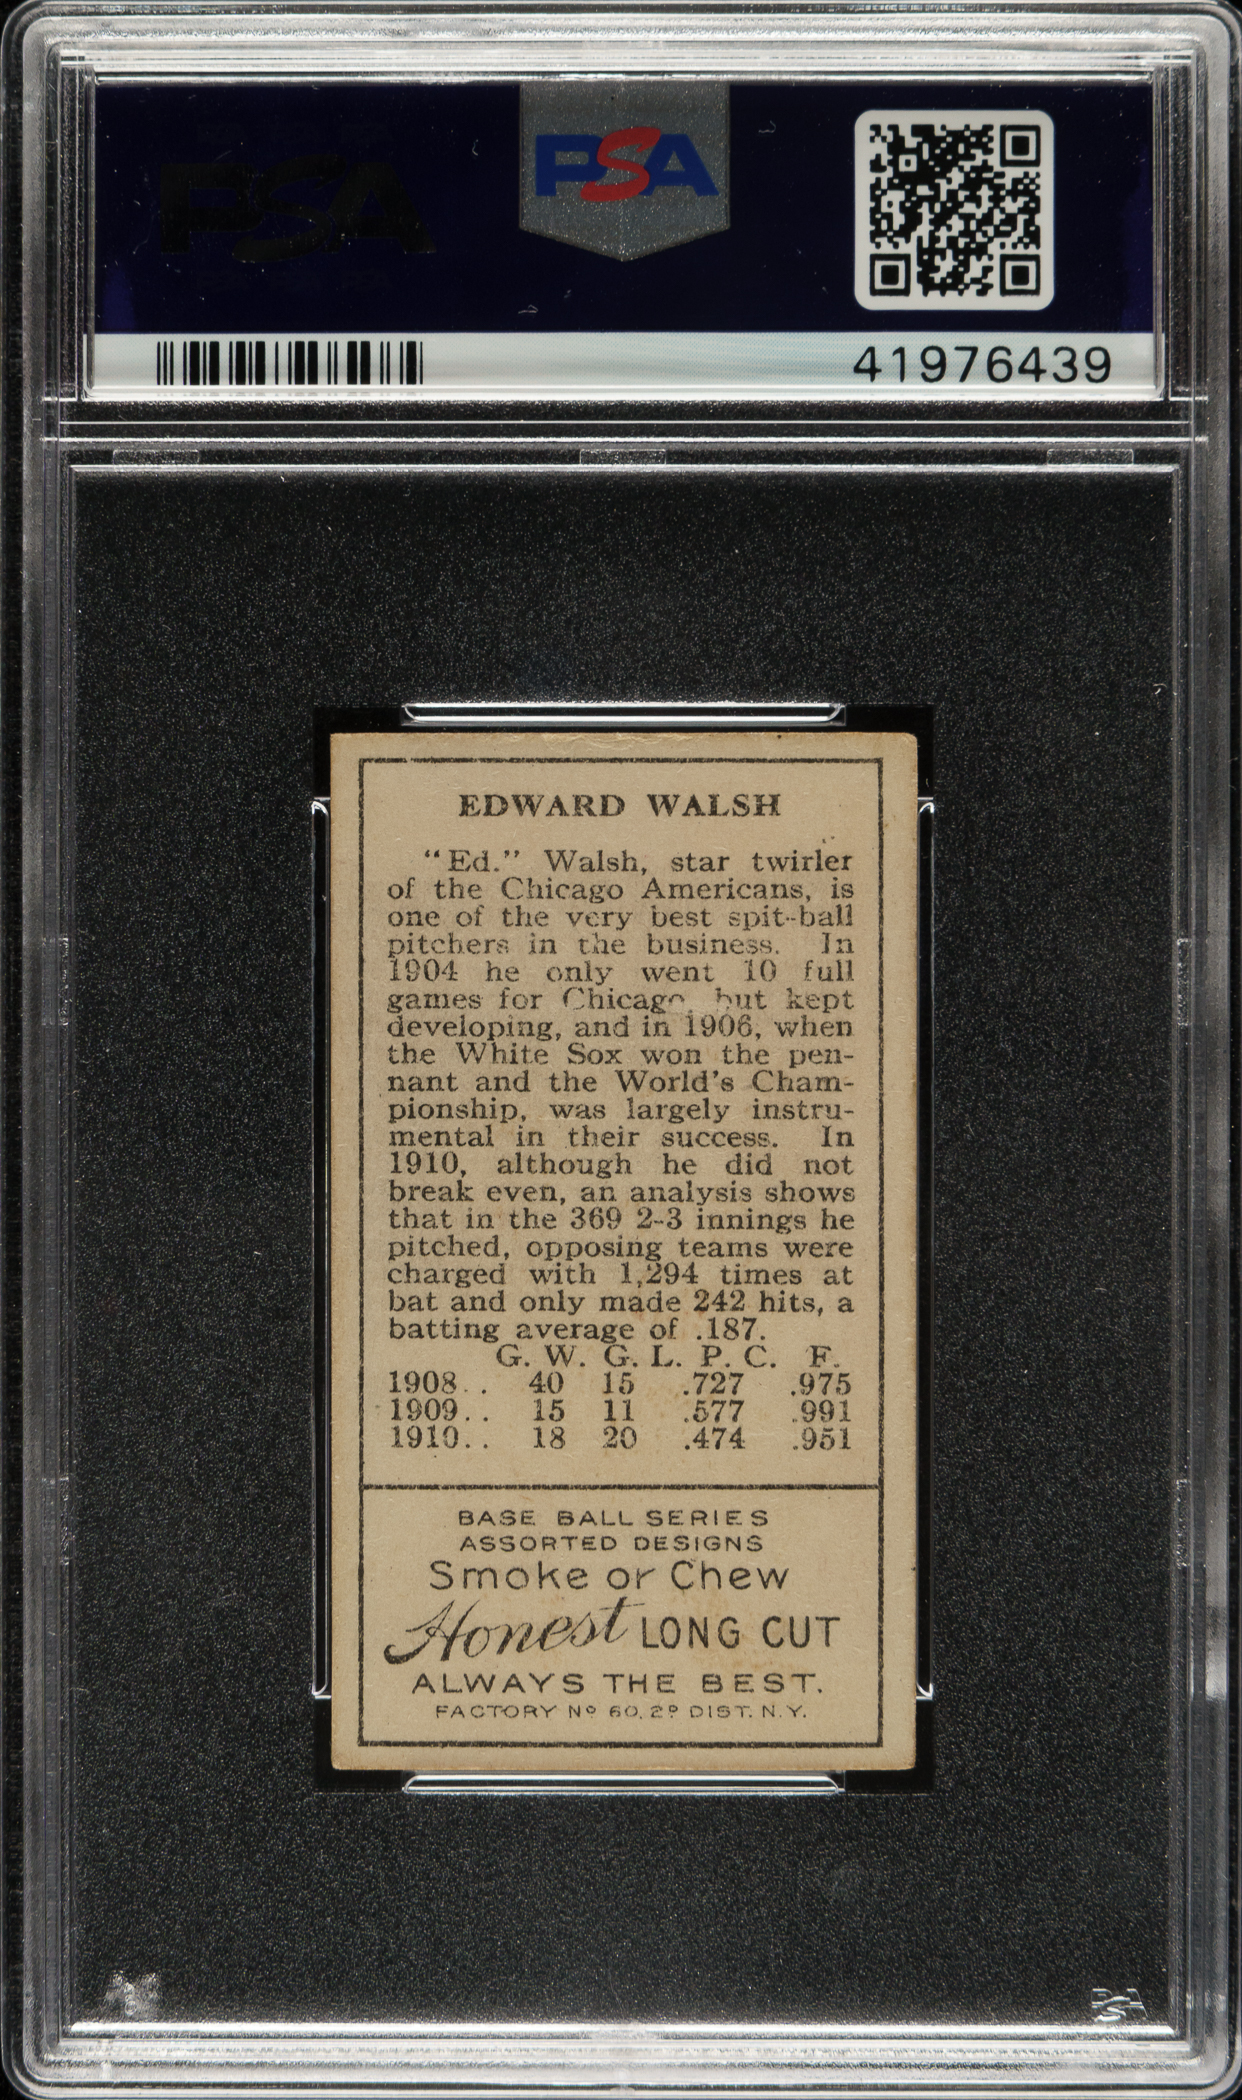 PSA
PSA
41976439
EDWARD WALSH
“Ed.” Walsh, star twirler
of the Chicago Americans, is
one of the very best spit-ball
pitchers in the business. In
1904 he only went 10 full
games for Chicago, but kept
developing, and in 1906, when
the White Sox won the pen-
nant and the World's Cham-
pionship, was largely instru-
mental in their success. In
1910, although he did not
break even, an analysis shows
that in the 369 2-3 innings he
pitched, opposing teams were
charged with 1,294 times at
bat and only made 242 hits, a
batting average of .187.
G. W. G. L. P. C. F.
1908.. 40 15 .727 .975
1909.. 15 11 .577 .991
1910.. 18 20 .474 .951
BASE BALL SERIES
ASSORTED DESIGNS
Smoke or Chew
Honest LONG CUT
ALWAYS THE BEST.
FACTORY Nº 60, 2º DIST. N.Y.
PSA